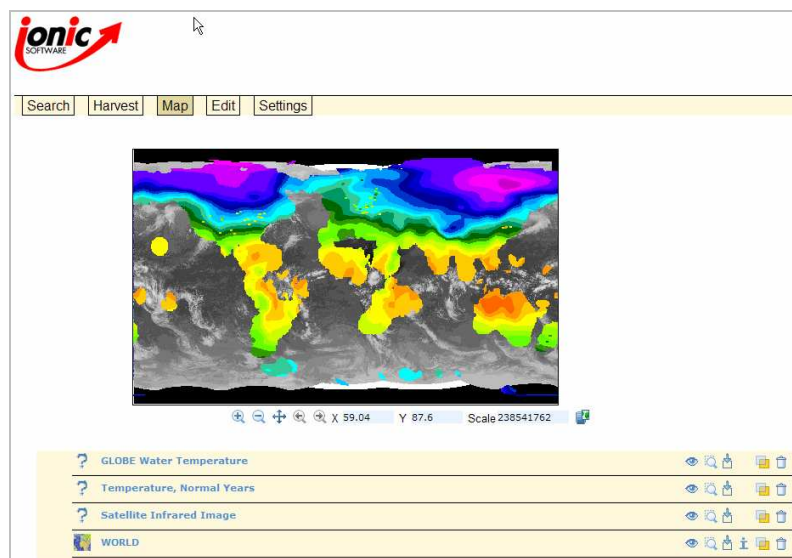 ionic
SOFTWARE
Search Harvest Map Edit Settings
X 59.04 Y 87.6 Scale 238541762
? GLOBE Water Temperature
? Temperature, Normal Years
? Satellite Infrared Image
WORLD